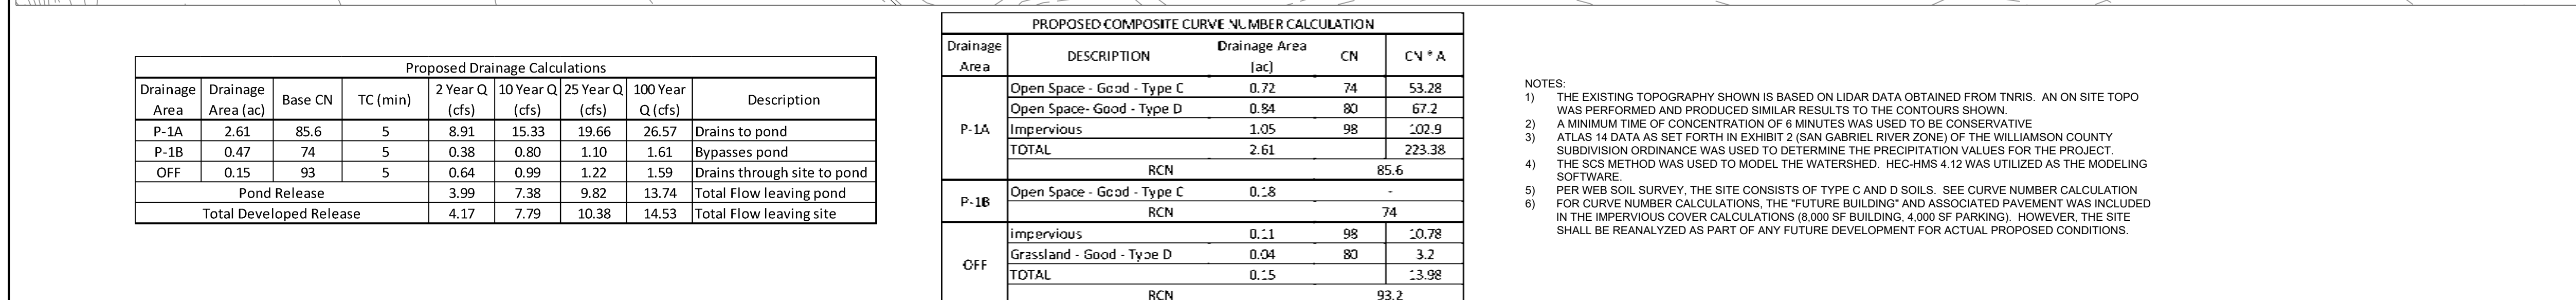 Proposed Drainage Calculations
Drainage Area Drainage Area (ac) Base CN TC (min) 2 Year Q (cfs) 10 Year Q (cfs) 25 Year Q (cfs) 100 Year Q (cfs) Description
P-1A 2.61 85.6 5 8.91 15.33 19.66 26.57 Drains to pond
P-1B 0.47 74 5 0.38 0.80 1.10 1.61 Bypasses pond
OFF 0.15 93 5 0.64 0.99 1.22 1.59 Drains through site to pond
Pond Release 3.99 7.38 9.82 13.74 Total Flow leaving pond
Total Developed Release 4.17 7.79 10.38 14.53 Total Flow leaving site
PROPOSED COMPOSITE CURVE NUMBER CALCULATION
Drainage Area DESCRIPTION Drainage Area (ac) CN CN * A
P-1A
Open Space - Good - Type C 0.72 74 53.28
Open Space- Good - Type D 0.84 80 67.2
Impervious 1.05 98 102.9
TOTAL 2.61 223.38
RCN 85.6
P-1B
Open Space - Good - Type C 0.18 -
RCN 74
OFF
impervious 0.11 98 10.78
Grassland - Good - Type D 0.04 80 3.2
TOTAL 0.15 13.98
RCN 93.2
NOTES:
1) THE EXISTING TOPOGRAPHY SHOWN IS BASED ON LIDAR DATA OBTAINED FROM TNRIS. AN ON SITE TOPO
WAS PERFORMED AND PRODUCED SIMILAR RESULTS TO THE CONTOURS SHOWN.
2) A MINIMUM TIME OF CONCENTRATION OF 6 MINUTES WAS USED TO BE CONSERVATIVE
3) ATLAS 14 DATA AS SET FORTH IN EXHIBIT 2 (SAN GABRIEL RIVER ZONE) OF THE WILLIAMSON COUNTY
SUBDIVISION ORDINANCE WAS USED TO DETERMINE THE PRECIPITATION VALUES FOR THE PROJECT.
4) THE SCS METHOD WAS USED TO MODEL THE WATERSHED. HEC-HMS 4.12 WAS UTILIZED AS THE MODELING
SOFTWARE.
5) PER WEB SOIL SURVEY, THE SITE CONSISTS OF TYPE C AND D SOILS. SEE CURVE NUMBER CALCULATION
6) FOR CURVE NUMBER CALCULATIONS, THE "FUTURE BUILDING" AND ASSOCIATED PAVEMENT WAS INCLUDED
IN THE IMPERVIOUS COVER CALCULATIONS (8,000 SF BUILDING, 4,000 SF PARKING). HOWEVER, THE SITE
SHALL BE REANALYZED AS PART OF ANY FUTURE DEVELOPMENT FOR ACTUAL PROPOSED CONDITIONS.